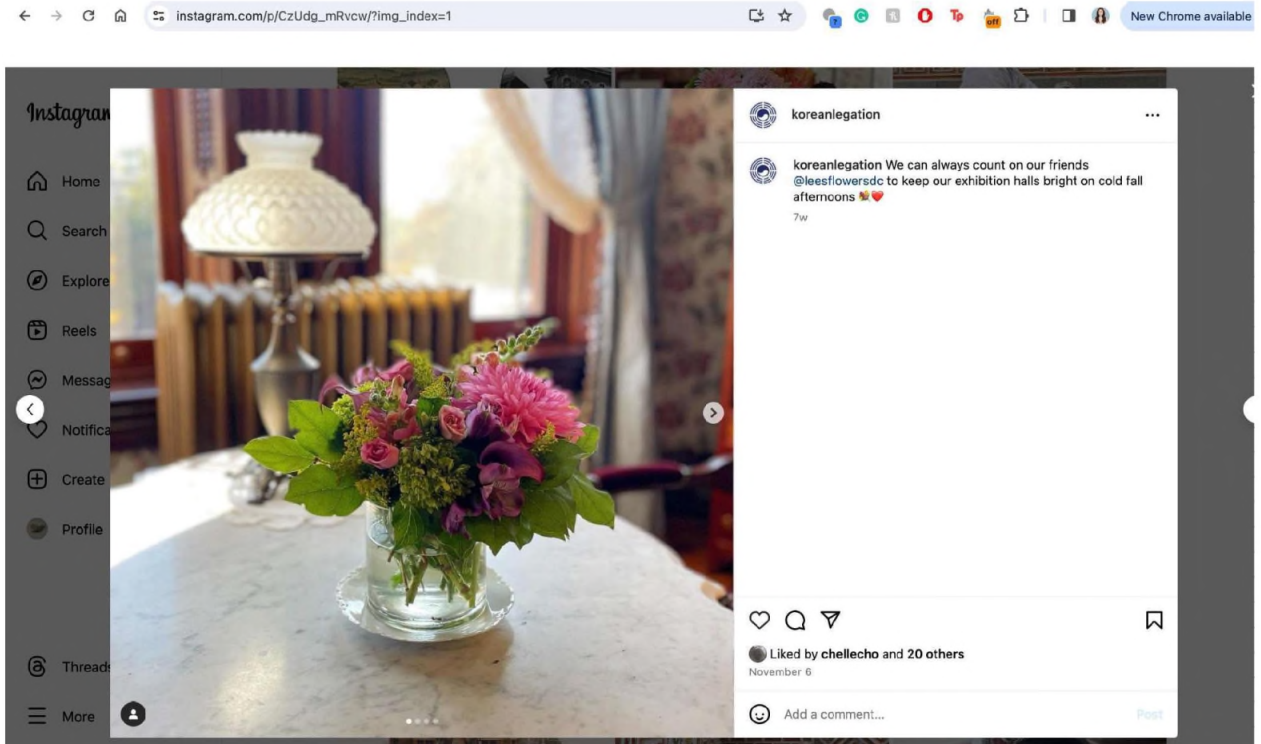 instagram.com/p/CzUdg_mRvcw/?img_index=1
off
New Chrome available
Instagram
Home
Search
Explore
Reels
Messag
Notifica
Create
Profile
Threads
More
koreanlegation
koreanlegation We can always count on our friends
@leesflowersdc to keep our exhibition halls bright on cold fall
afternoons 💐❤️
7w
Liked by chellecho and 20 others
November 6
Add a comment...
Post